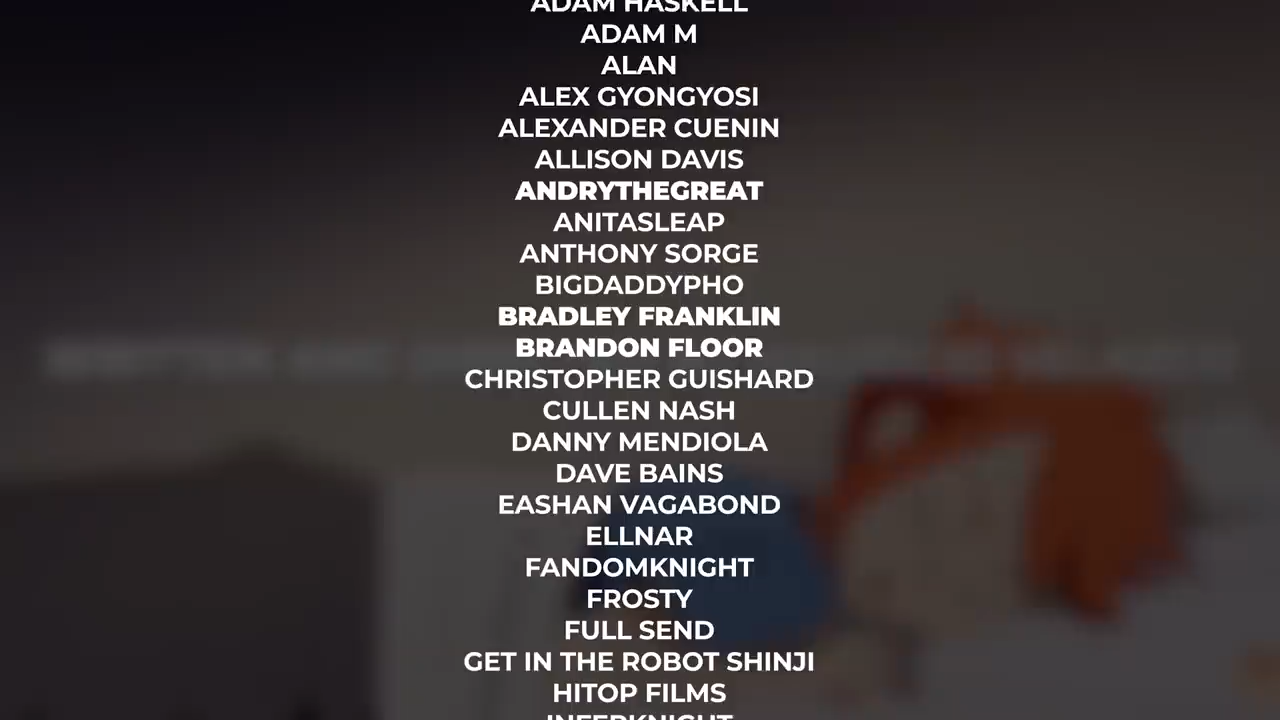 ADAM HASKELL
ADAM M
ALAN
ALEX GYONGYOSI
ALEXANDER CUENIN
ALLISON DAVIS
ANDRYTHEGREAT
ANITASLEAP
ANTHONY SORGE
BIGDADDYPHO
BRADLEY FRANKLIN
BRANDON FLOOR
CHRISTOPHER GUISHARD
CULLEN NASH
DANNY MENDIOLA
DAVE BAINS
EASHAN VAGABOND
ELLNAR
FANDOMKNIGHT
FROSTY
FULL SEND
GET IN THE ROBOT SHINJI
HITOP FILMS